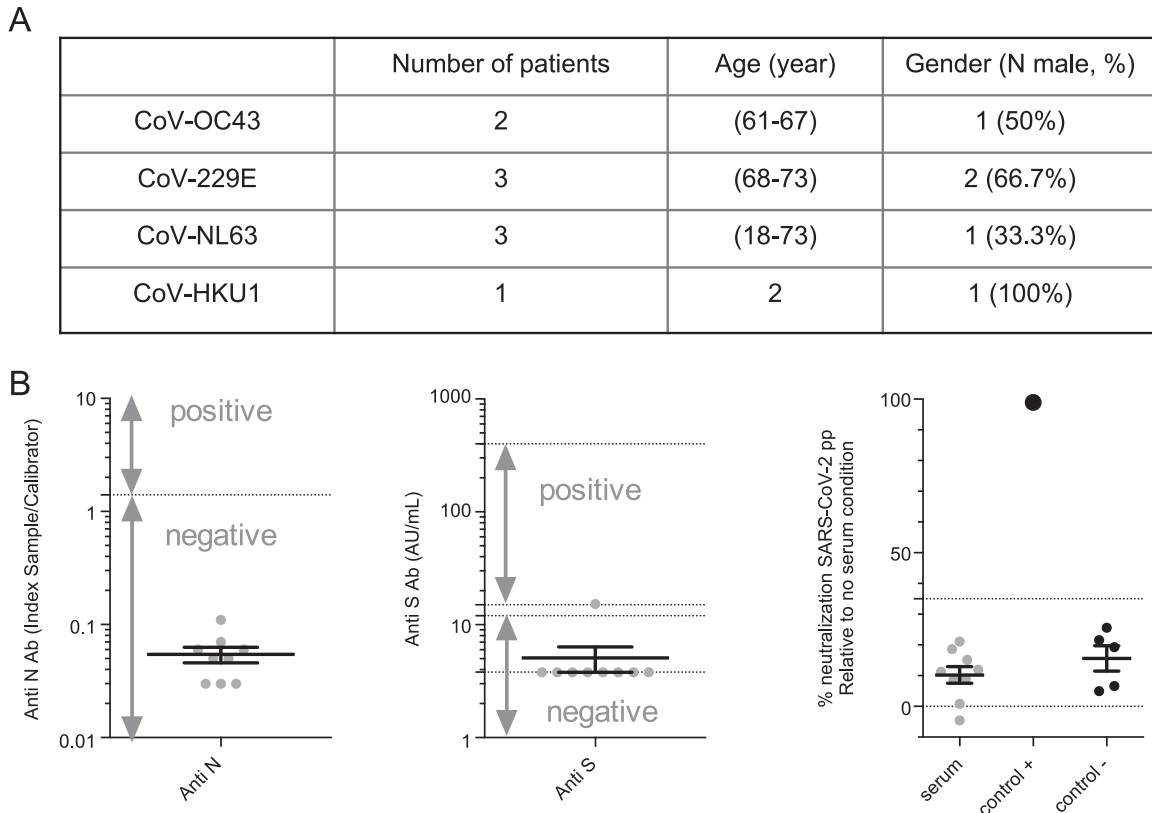 A
Number of patients Age (year) Gender (N male, %)
CoV-OC43 2 (61-67) 1 (50%)
CoV-229E 3 (68-73) 2 (66.7%)
CoV-NL63 3 (18-73) 1 (33.3%)
CoV-HKU1 1 2 1 (100%)
B
Anti N Ab (Index Sample/Calibrator)
10
1
0.1
0.01
positive
negative
Anti N
Anti S Ab (AU/mL)
1000
100
10
1
positive
negative
Anti S
% neutralization SARS-CoV-2 pp
Relative to no serum condition
100
50
0
serum
control +
control -